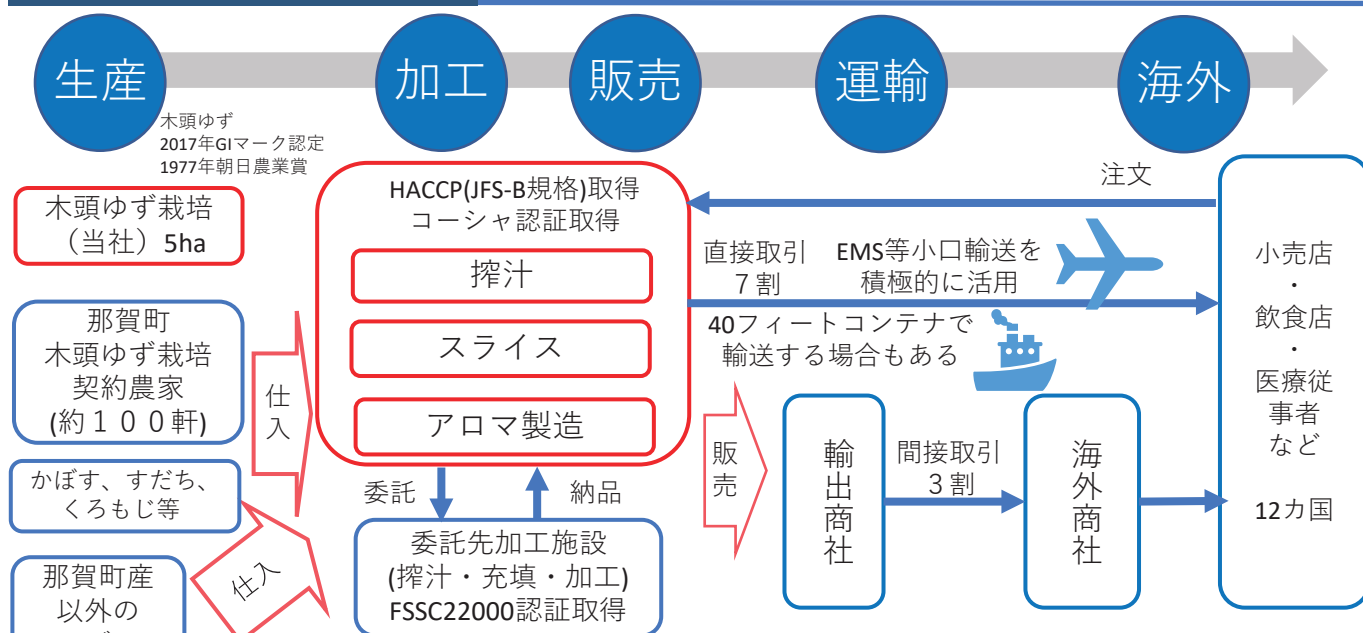 生産
加工
販売
運輸
海外
木頭ゆず
2017年GIマーク認定
1977年朝日農業賞
木頭ゆず栽培
（当社）5ha
那賀町
木頭ゆず栽培
契約農家
(約１００軒)
かぼす、すだち、
くろもじ等
那賀町産
以外の
仕入
仕入
HACCP(JFS-B規格)取得
コーシャ認証取得
搾汁
スライス
アロマ製造
委託
納品
委託先加工施設
(搾汁・充填・加工)
FSSC22000認証取得
注文
直接取引
７割
EMS等小口輸送を
積極的に活用
40フィートコンテナで
輸送する場合もある
販売
輸出商社
間接取引
３割
海外商社
小売店
・
飲食店
・
医療従
事者
など
12カ国